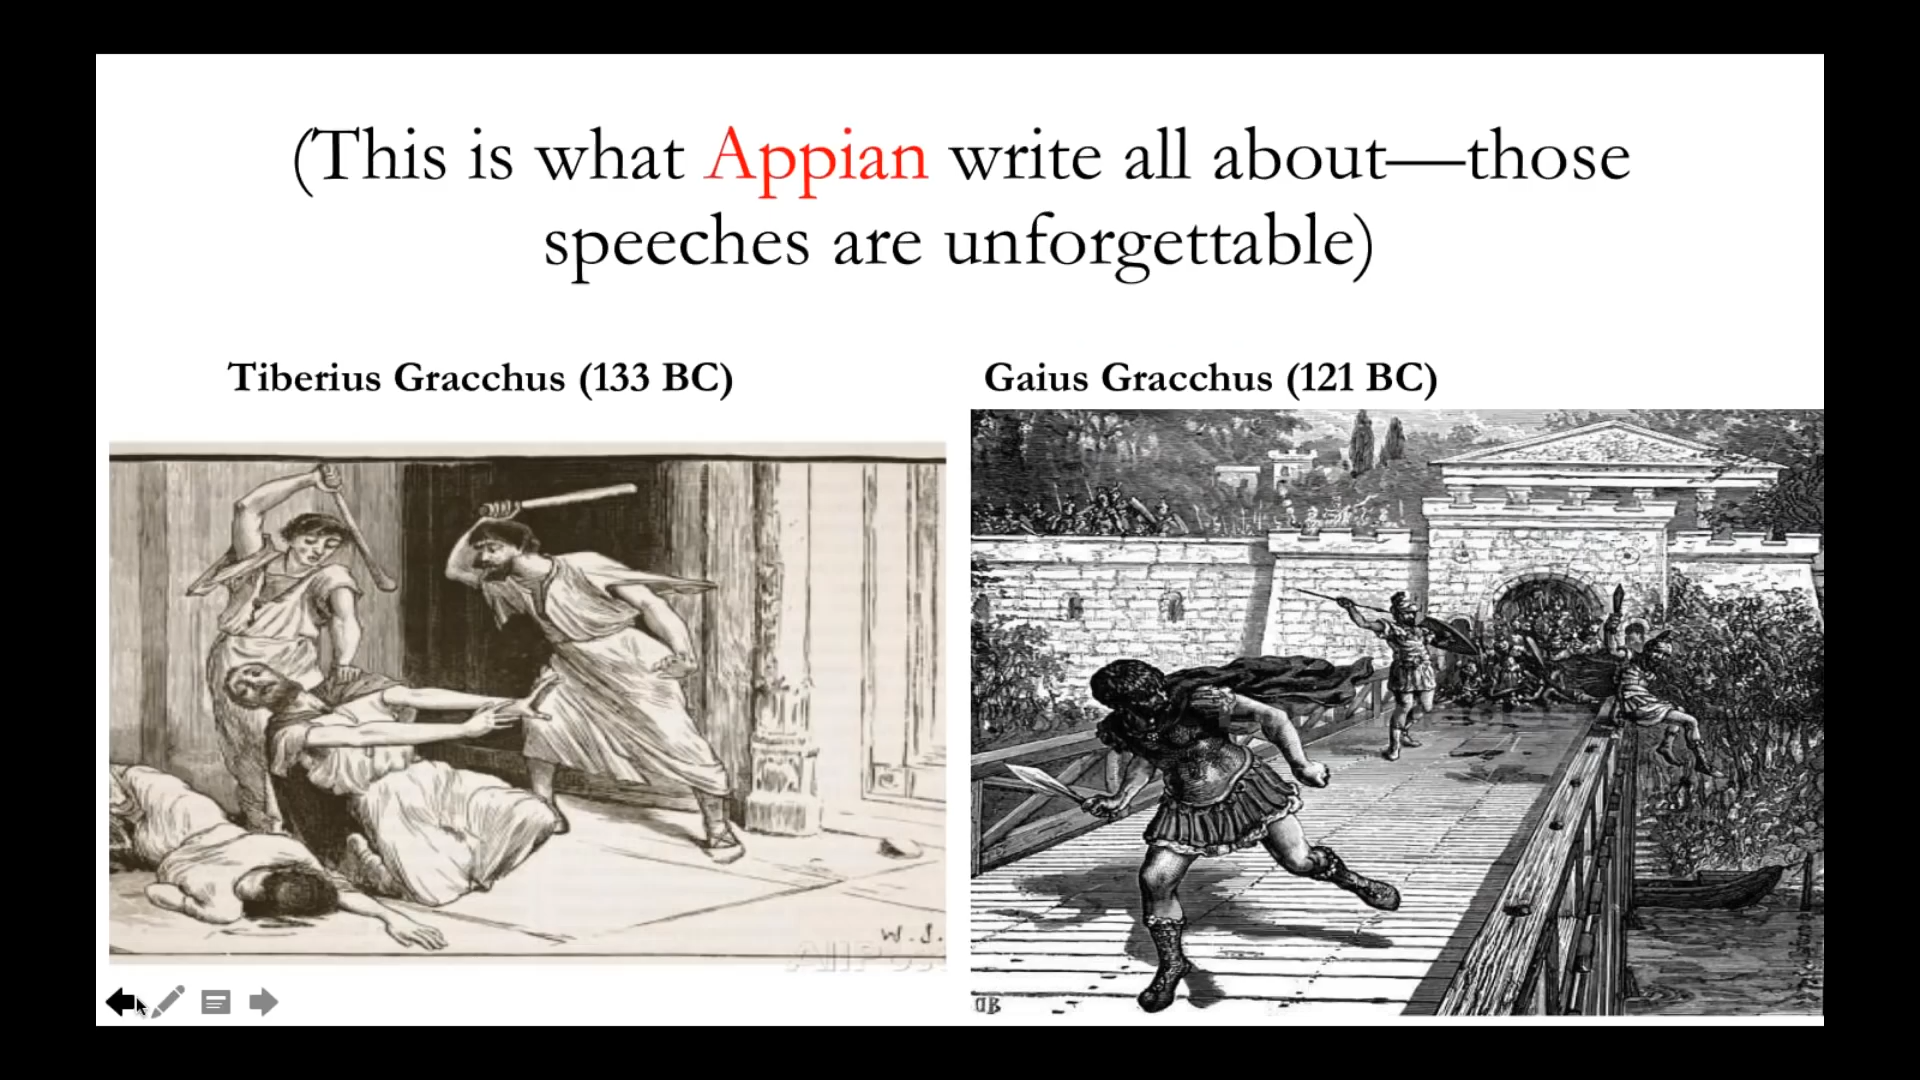 (This is what Appian write all about—those
speeches are unforgettable)
Tiberius Gracchus (133 BC)
Gaius Gracchus (121 BC)
W. J.